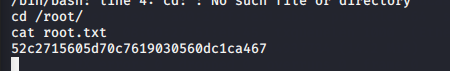 /bin/bash: line 4: cd: : No such file or directory
cd /root/
cat root.txt
52c2715605d70c7619030560dc1ca467